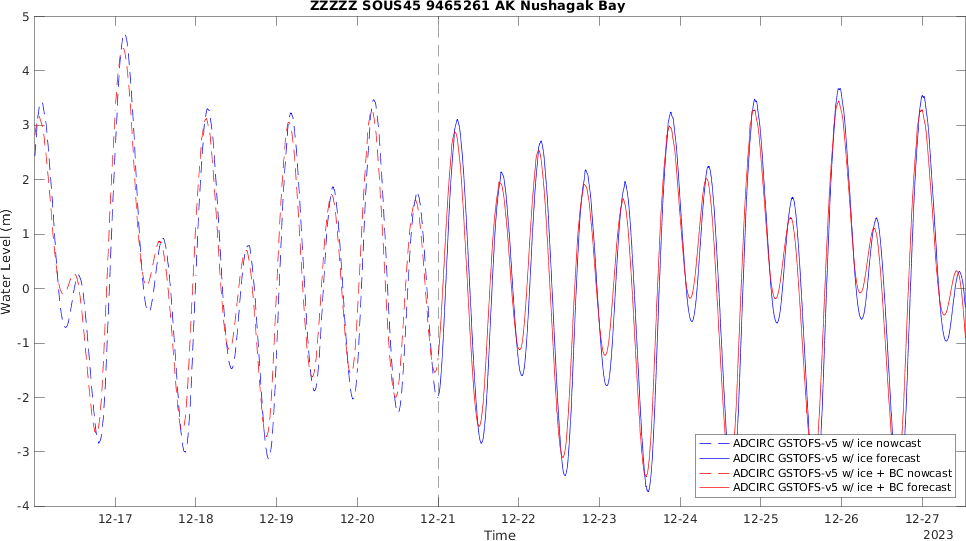 ZZZZZ SOUS45 9465261 AK Nushagak Bay
5
4
3
2
1
0
-1
-2
-3
-4
Water Level (m)
ADCIRC GSTOFS-v5 w/ ice nowcast
ADCIRC GSTOFS-v5 w/ ice forecast
ADCIRC GSTOFS-v5 w/ ice + BC nowcast
ADCIRC GSTOFS-v5 w/ ice + BC forecast
12-17 12-18 12-19 12-20 12-21 12-22 12-23 12-24 12-25 12-26 12-27
Time
2023